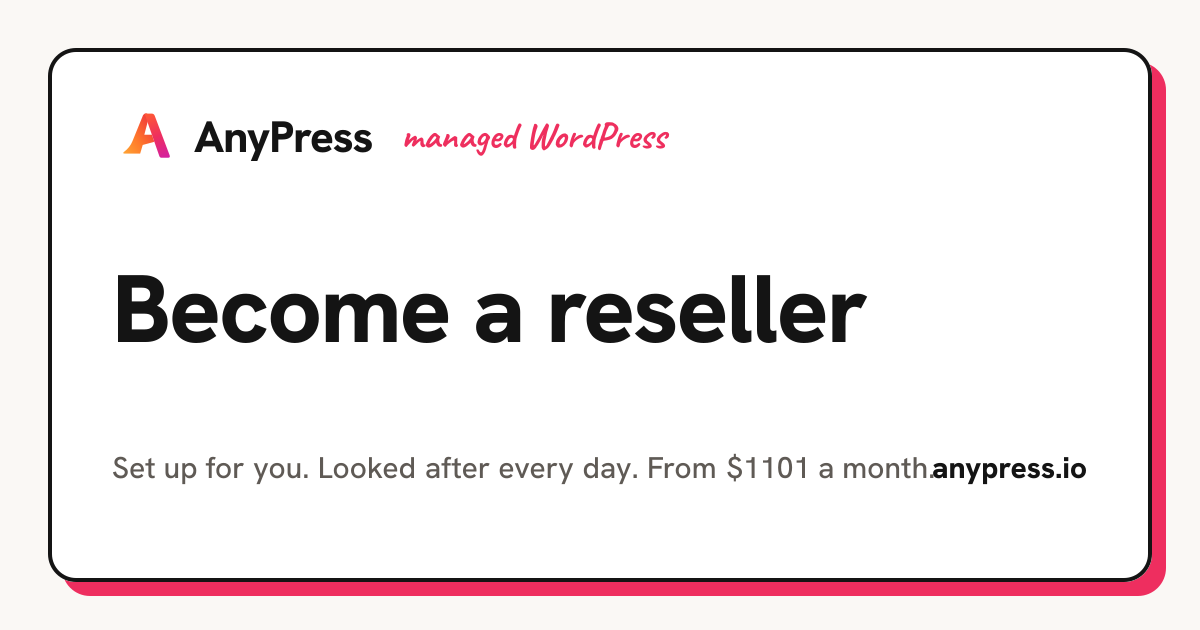 AnyPress managed WordPress
Become a reseller
Set up for you. Looked after every day. From $1101 a month.anypress.io